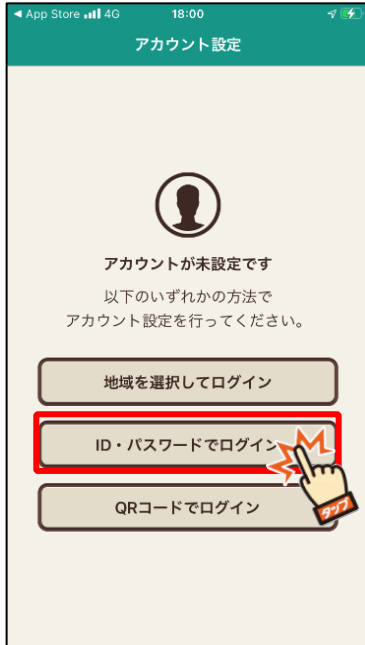 ◀ App Store 4G 18:00
アカウント設定
アカウントが未設定です
以下のいずれかの方法で
アカウント設定を行ってください。
地域を選択してログイン
ID・パスワードでログイン
タップ
QRコードでログイン